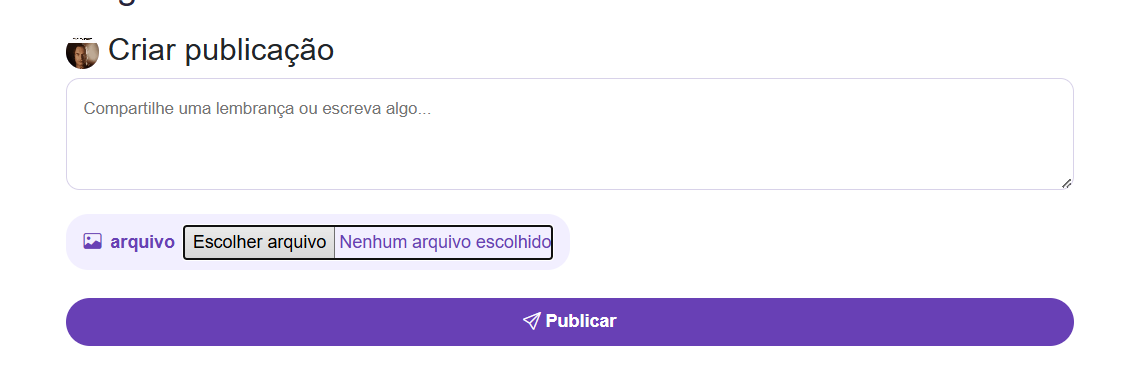 Criar publicação
Compartilhe uma lembrança ou escreva algo...
arquivo Escolher arquivo Nenhum arquivo escolhido
Publicar